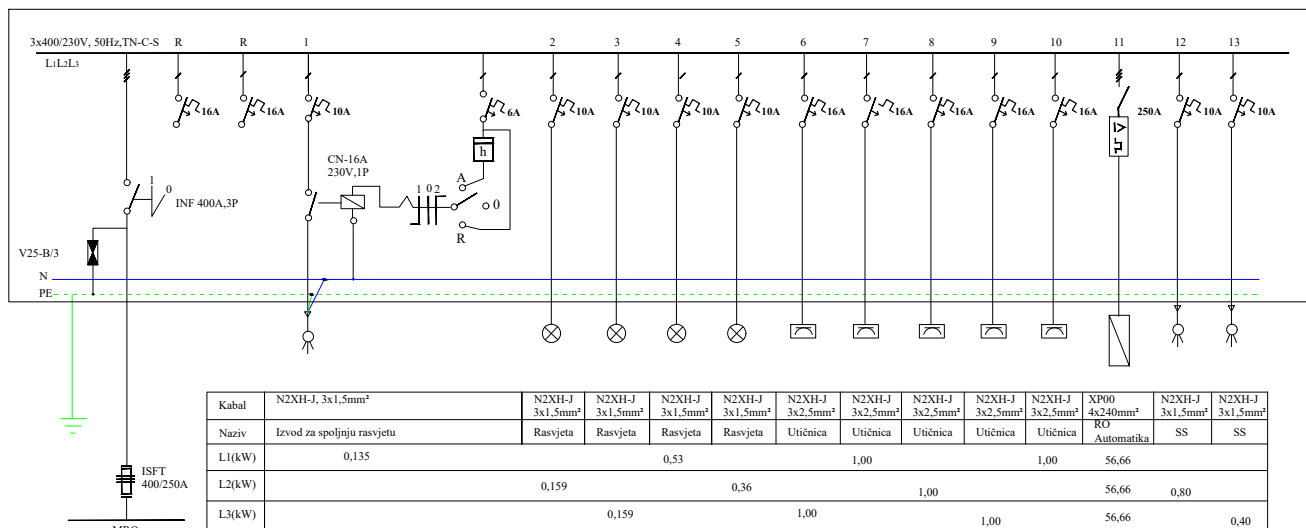 3x400/230V, 50Hz,TN-C-S
R R 1 2 3 4 5 6 7 8 9 10 11 12 13
L1L2L3
16A 16A 10A 6A 10A 10A 10A 10A 16A 16A 16A 16A 16A 250A 10A 10A
h
CN-16A
230V,1P
1 0
INF 400A,3P
1 0 2
A
0
R
V25-B/3
N
PE
Kabal N2XH-J, 3x1,5mm² N2XH-J 3x1,5mm² N2XH-J 3x1,5mm² N2XH-J 3x1,5mm² N2XH-J 3x1,5mm² N2XH-J 3x2,5mm² N2XH-J 3x2,5mm² N2XH-J 3x2,5mm² N2XH-J 3x2,5mm² N2XH-J 3x2,5mm² XP00 4x240mm² N2XH-J 3x1,5mm² N2XH-J 3x1,5mm²
Naziv Izvod za spoljnju rasvjetu Rasvjeta Rasvjeta Rasvjeta Rasvjeta Utičnica Utičnica Utičnica Utičnica Utičnica RO Automatika SS SS
L1(kW) 0,135 0,53 1,00 1,00 56,66
L2(kW) 0,159 0,36 1,00 56,66 0,80
L3(kW) 0,159 1,00 1,00 56,66 0,40
ISFT
400/250A